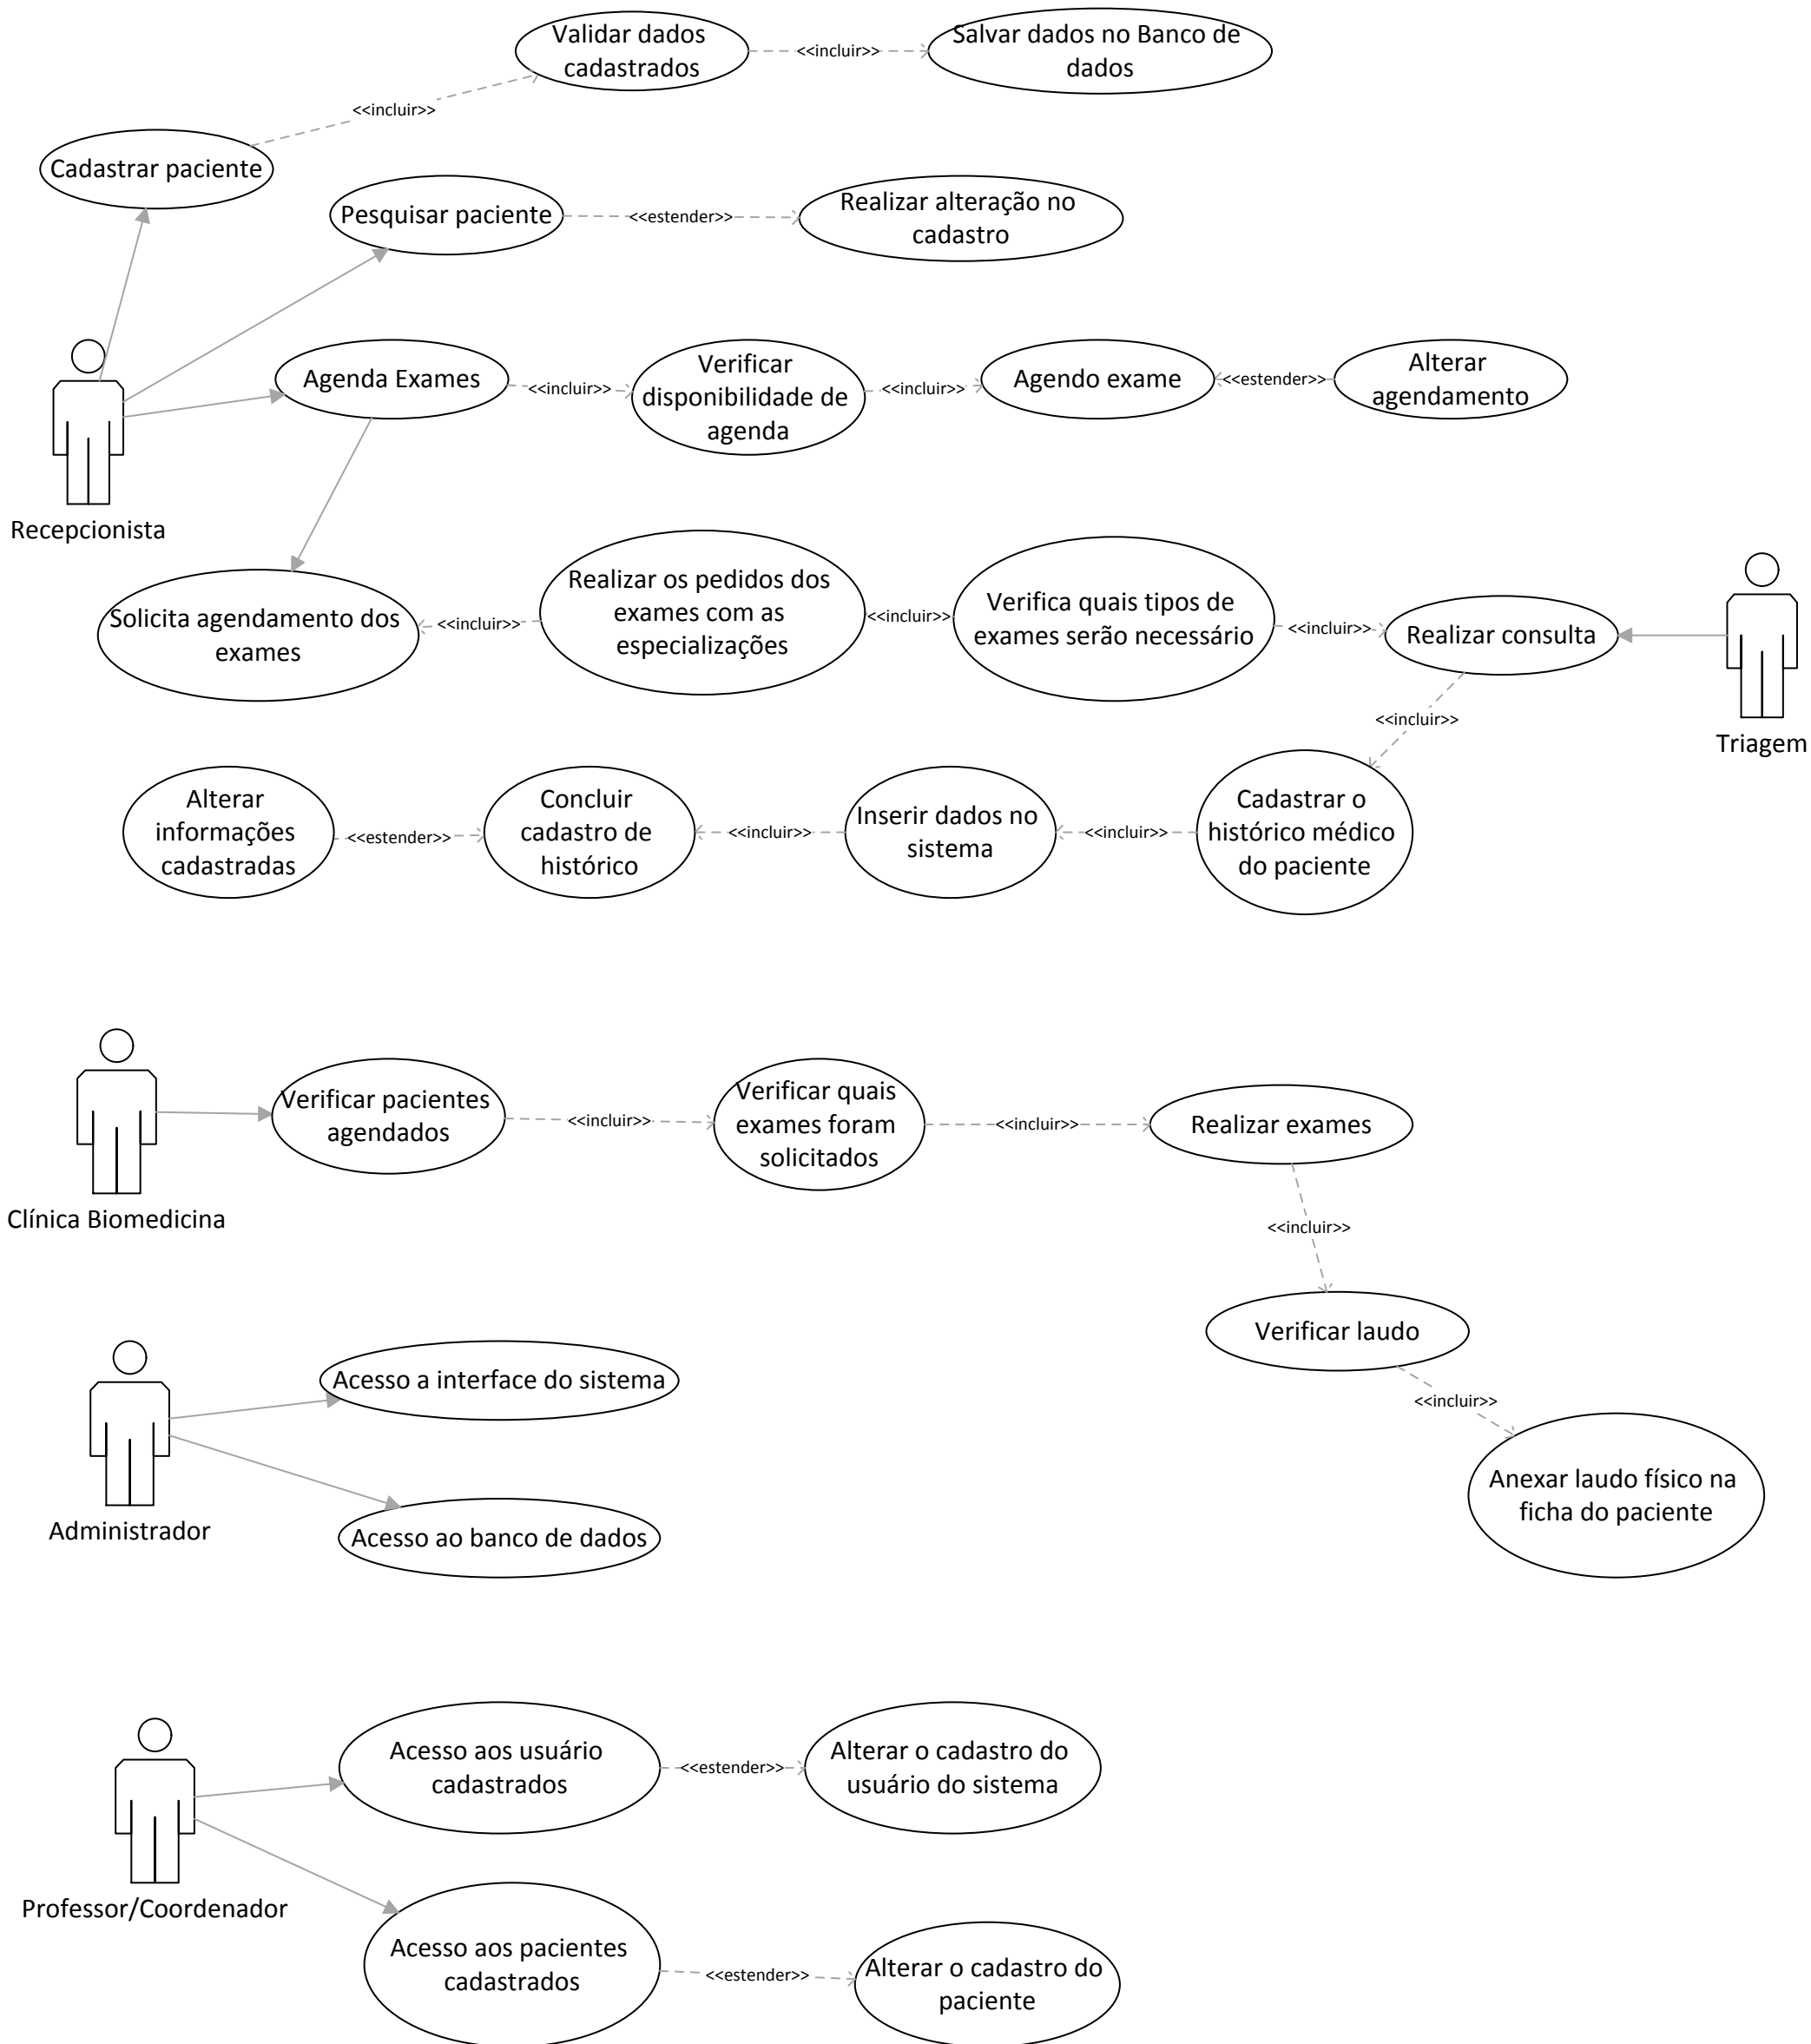 Validar dados
cadastrados
<<incluir>>
Salvar dados no Banco de
dados
<<incluir>>
Cadastrar paciente
Pesquisar paciente
<<estender>>
Realizar alteração no
cadastro
Recepcionista
Agenda Exames
<<incluir>>
Verificar
disponibilidade de
agenda
<<incluir>>
Agendo exame
<<estender>>
Alterar
agendamento
Solicita agendamento dos
exames
<<incluir>>
Realizar os pedidos dos
exames com as
especializações
<<incluir>>
Verifica quais tipos de
exames serão necessário
<<incluir>>
Realizar consulta
Triagem
<<incluir>>
Alterar
informações
cadastradas
<<estender>>
Concluir
cadastro de
histórico
<<incluir>>
Inserir dados no
sistema
<<incluir>>
Cadastrar o
histórico médico
do paciente
Clínica Biomedicina
Verificar pacientes
agendados
<<incluir>>
Verificar quais
exames foram
solicitados
<<incluir>>
Realizar exames
<<incluir>>
Verificar laudo
<<incluir>>
Anexar laudo físico na
ficha do paciente
Administrador
Acesso a interface do sistema
Acesso ao banco de dados
Professor/Coordenador
Acesso aos usuário
cadastrados
<<estender>>
Alterar o cadastro do
usuário do sistema
Acesso aos pacientes
cadastrados
<<estender>>
Alterar o cadastro do
paciente